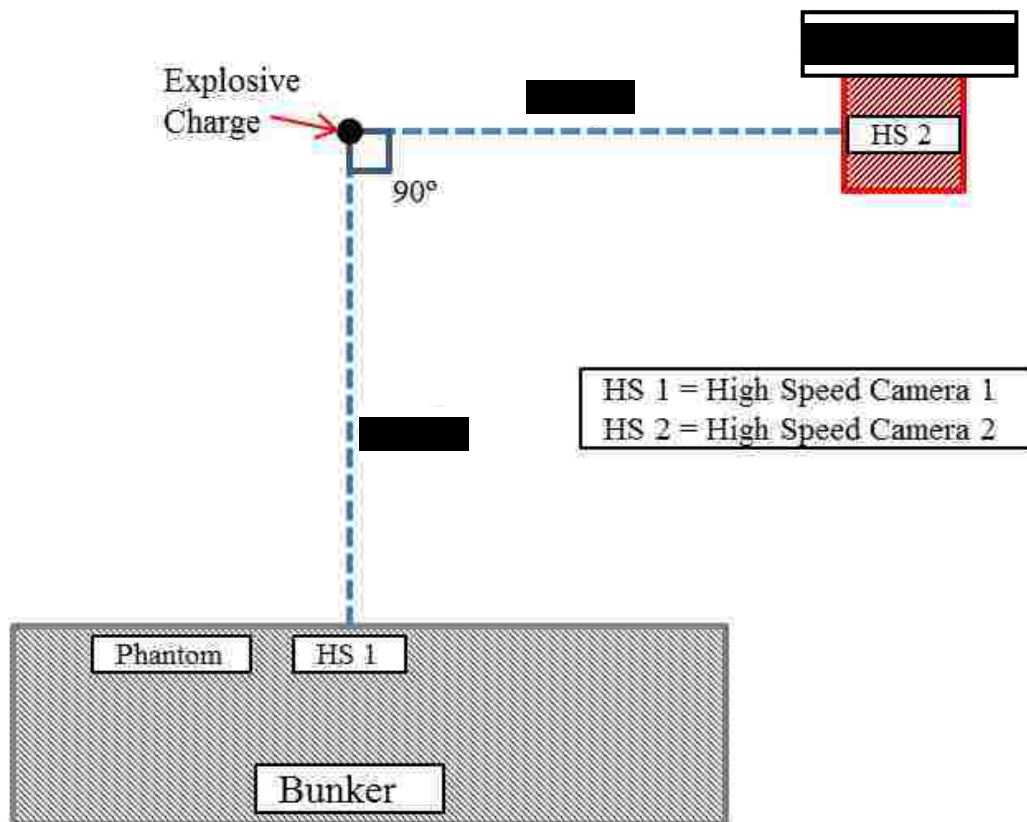 Explosive
Charge
HS 2
90°
HS 1 = High Speed Camera 1
HS 2 = High Speed Camera 2
Phantom
HS 1
Bunker